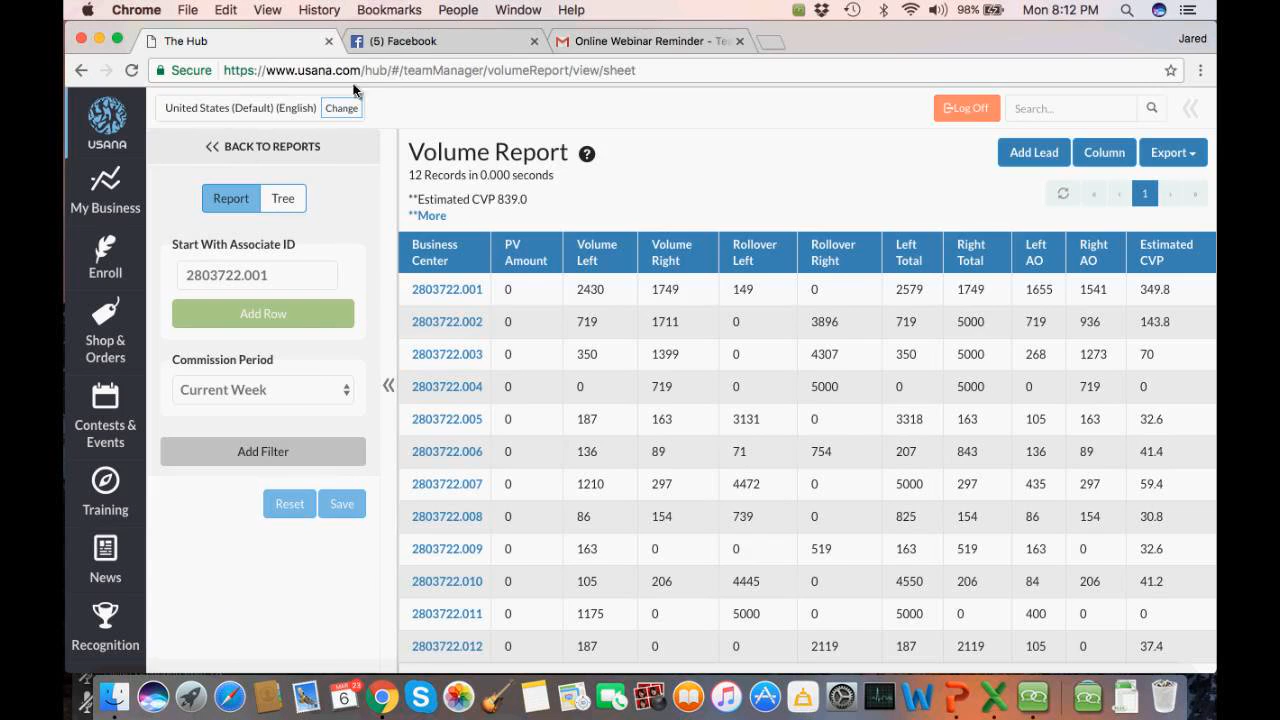 Chrome File Edit View History Bookmarks People Window Help 98% Mon 8:12 PM
The Hub (5) Facebook Online Webinar Reminder - Te Jared
Secure https://www.usana.com/hub/#/teamManager/volumeReport/view/sheet
USANA
My Business
Enroll
Shop &
Orders
Contests &
Events
Training
News
Recognition
United States (Default) (English) Change
Log Off Search...
BACK TO REPORTS
Report Tree
Start With Associate ID
2803722.001
Add Row
Commission Period
Current Week
Add Filter
Reset Save
Volume Report ?
12 Records in 0.000 seconds
**Estimated CVP 839.0
**More
Add Lead Column Export
« ‹ 1 › »
Business Center PV Amount Volume Left Volume Right Rollover Left Rollover Right Left Total Right Total Left AO Right AO Estimated CVP
2803722.001 0 2430 1749 149 0 2579 1749 1655 1541 349.8
2803722.002 0 719 1711 0 3896 719 5000 719 936 143.8
2803722.003 0 350 1399 0 4307 350 5000 268 1273 70
2803722.004 0 0 719 0 5000 0 5000 0 719 0
2803722.005 0 187 163 3131 0 3318 163 105 163 32.6
2803722.006 0 136 89 71 754 207 843 136 89 41.4
2803722.007 0 1210 297 4472 0 5000 297 435 297 59.4
2803722.008 0 86 154 739 0 825 154 86 154 30.8
2803722.009 0 163 0 0 519 163 519 163 0 32.6
2803722.010 0 105 206 4445 0 4550 206 84 206 41.2
2803722.011 0 1175 0 5000 0 5000 0 400 0 0
2803722.012 0 187 0 0 2119 187 2119 105 0 37.4
MAR 23
6